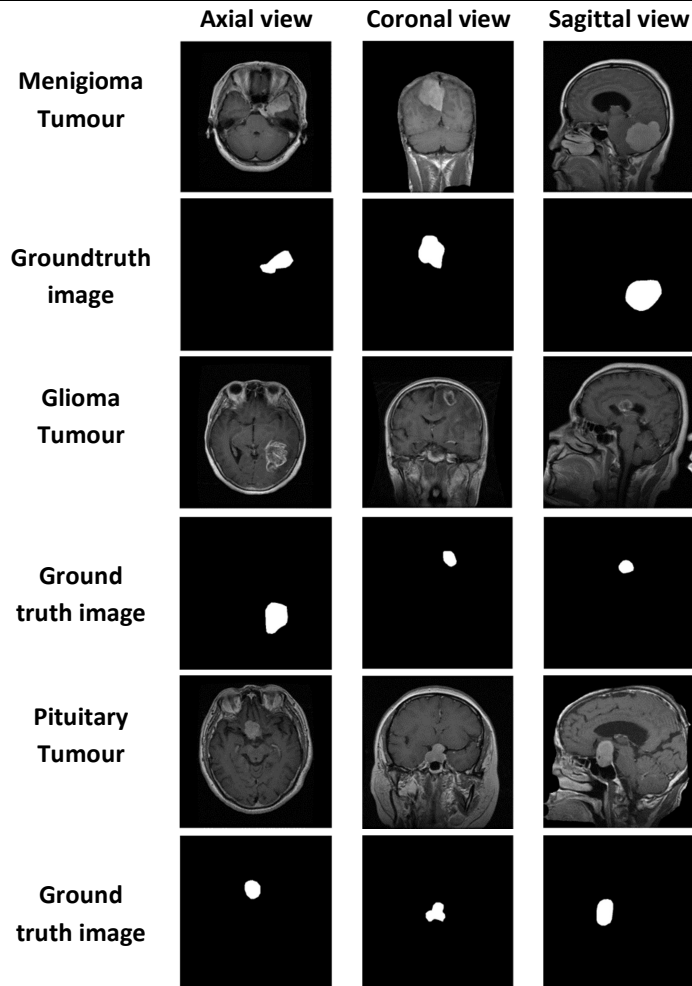 Axial view Coronal view Sagittal view
Menigioma
Tumour
Groundtruth
image
Glioma
Tumour
Ground
truth image
Pituitary
Tumour
Ground
truth image